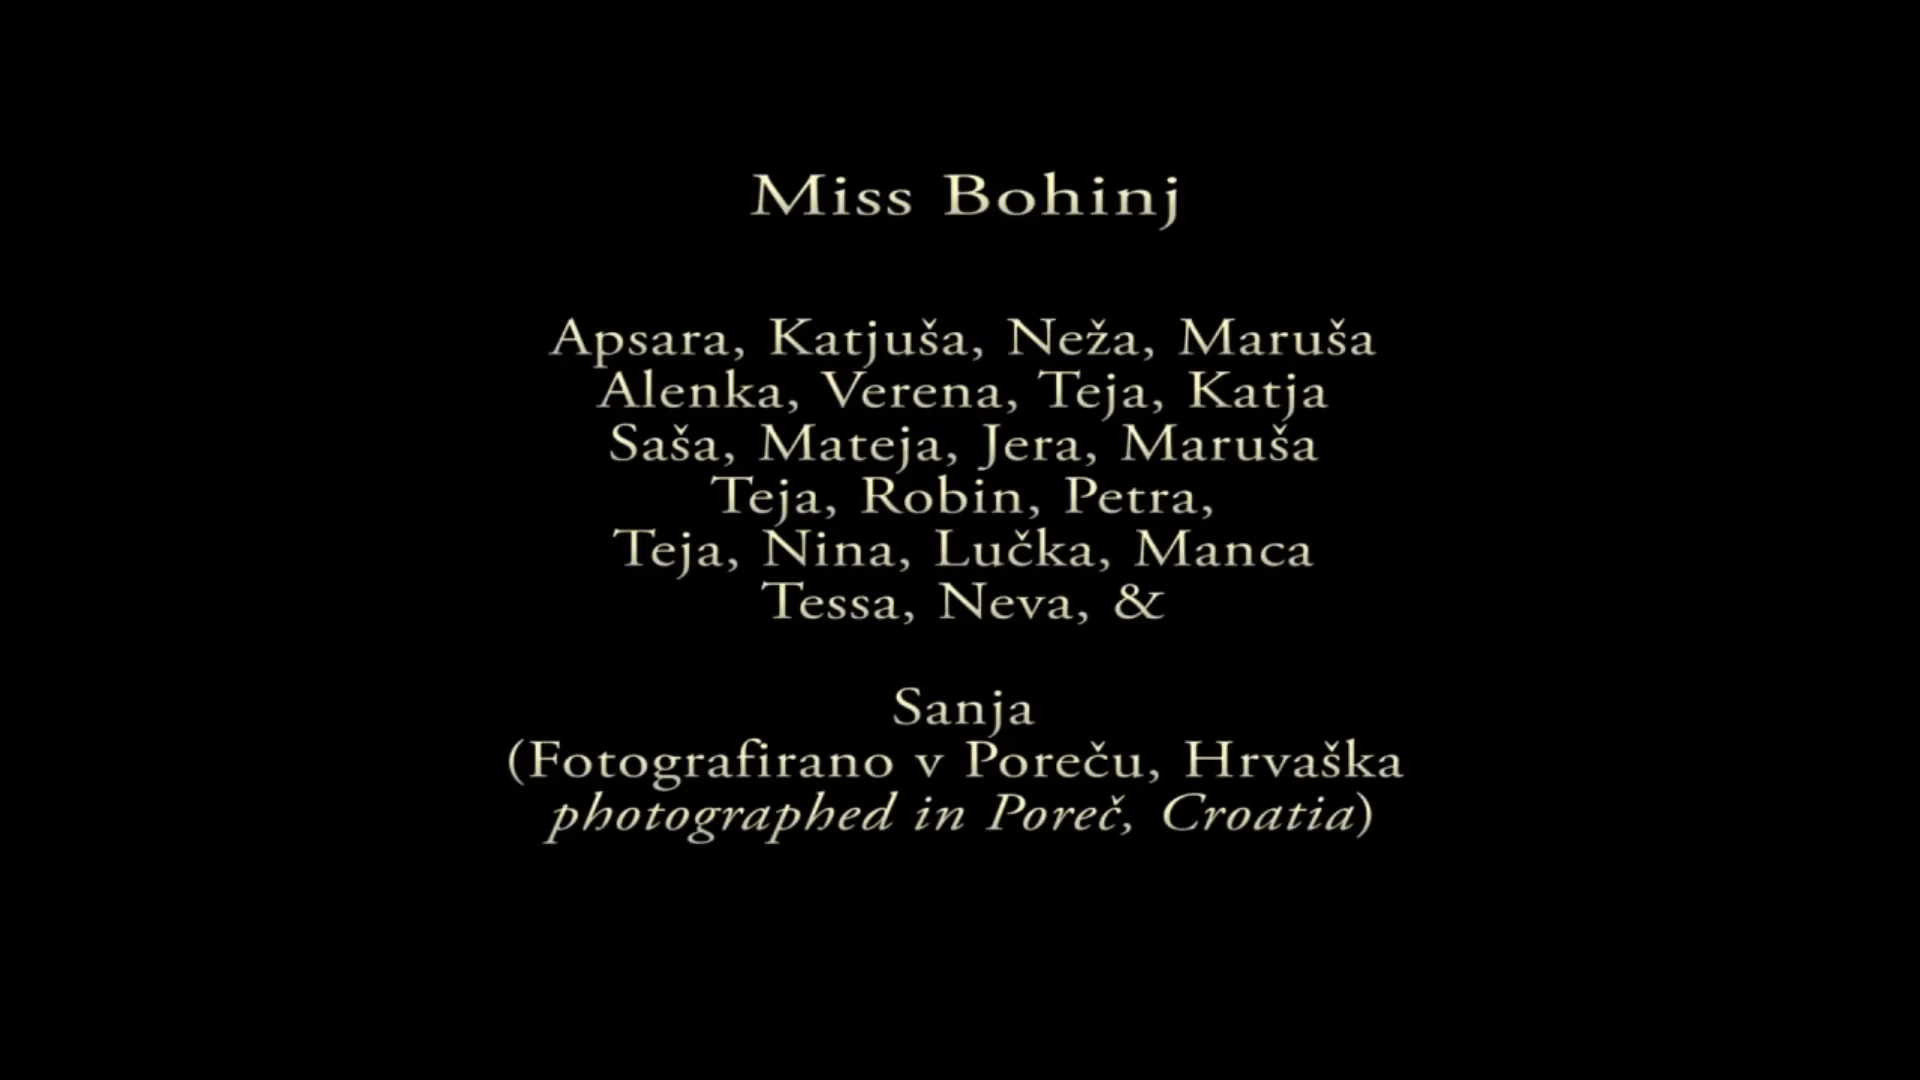 Miss Bohinj
Apsara, Katjuša, Neža, Maruša
Alenka, Verena, Teja, Katja
Saša, Mateja, Jera, Maruša
Teja, Robin, Petra,
Teja, Nina, Lučka, Manca
Tessa, Neva, &
Sanja
(Fotografirano v Poreču, Hrvaška
photographed in Poreč, Croatia)